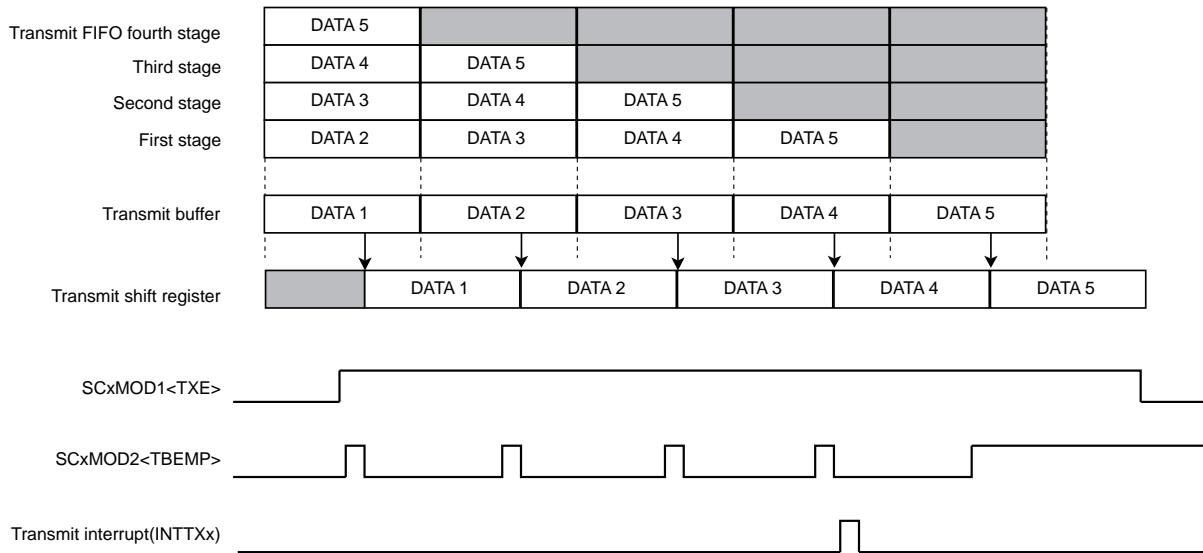 Transmit FIFO fourth stage DATA 5
Third stage DATA 4 DATA 5
Second stage DATA 3 DATA 4 DATA 5
First stage DATA 2 DATA 3 DATA 4 DATA 5
Transmit buffer DATA 1 DATA 2 DATA 3 DATA 4 DATA 5
Transmit shift register DATA 1 DATA 2 DATA 3 DATA 4 DATA 5
SCxMOD1<TXE>
SCxMOD2<TBEMP>
Transmit interrupt(INTTXx)